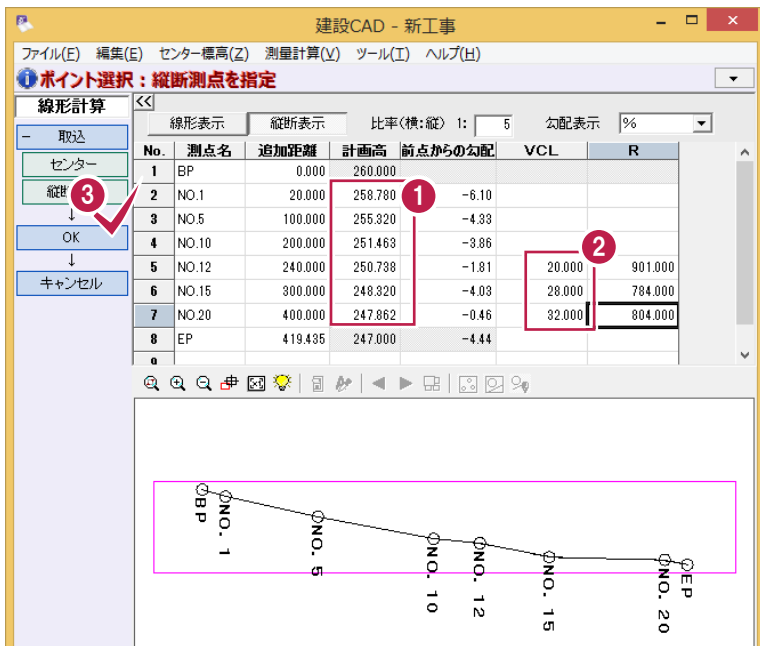 建設CAD - 新工事
ファイル(F) 編集(E) センター標高(Z) 測量計算(V) ツール(T) ヘルプ(H)
ポイント選択：縦断測点を指定
線形計算
<<
線形表示 縦断表示 比率(横:縦) 1: 5 勾配表示 %
- 取込
センター
縦断
3
↓
OK
↓
キャンセル
No. 測点名 追加距離 計画高 前点からの勾配 VCL R
1 BP 0.000 260.000
2 NO.1 20.000 258.780 -6.10
3 NO.5 100.000 255.320 -4.33
4 NO.10 200.000 251.463 -3.86
5 NO.12 240.000 250.738 -1.81 20.000 901.000
6 NO.15 300.000 248.320 -4.03 28.000 784.000
7 NO.20 400.000 247.862 -0.46 32.000 804.000
8 EP 419.435 247.000 -4.44
9
1
2
BP
NO. 1
NO. 5
NO. 10
NO. 12
NO. 15
NO. 20
EP